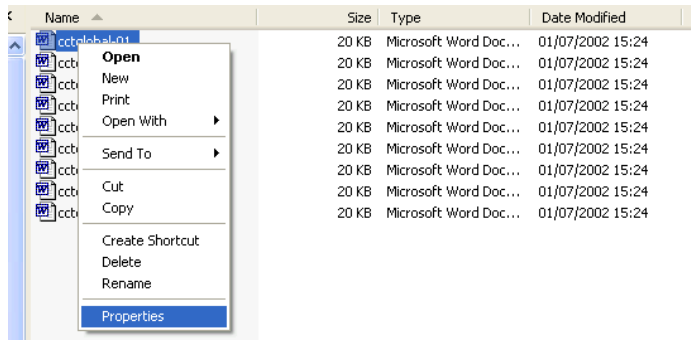 Name Size Type Date Modified
cctglobal-01 20 KB Microsoft Word Doc... 01/07/2002 15:24
Open
20 KB Microsoft Word Doc... 01/07/2002 15:24
New
20 KB Microsoft Word Doc... 01/07/2002 15:24
Print
20 KB Microsoft Word Doc... 01/07/2002 15:24
Open With
20 KB Microsoft Word Doc... 01/07/2002 15:24
Send To
20 KB Microsoft Word Doc... 01/07/2002 15:24
20 KB Microsoft Word Doc... 01/07/2002 15:24
Cut
20 KB Microsoft Word Doc... 01/07/2002 15:24
Copy
20 KB Microsoft Word Doc... 01/07/2002 15:24
Create Shortcut
Delete
Rename
Properties